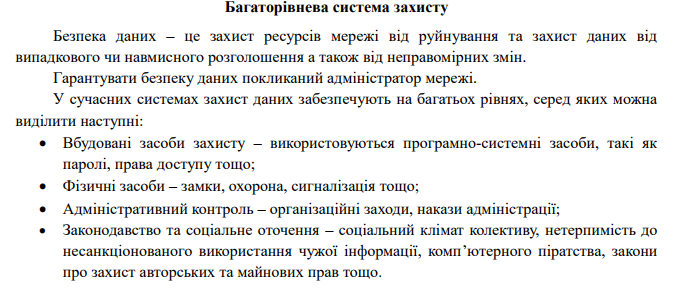 Багаторівнева система захисту
Безпека даних – це захист ресурсів мережі від руйнування та захист даних від
випадкового чи навмисного розголошення а також від неправомірних змін.
Гарантувати безпеку даних покликаний адміністратор мережі.
У сучасних системах захист даних забезпечують на багатьох рівнях, серед яких можна
виділити наступні:
• Вбудовані засоби захисту – використовуються програмно-системні засоби, такі як
паролі, права доступу тощо;
• Фізичні засоби – замки, охорона, сигналізація тощо;
• Адміністративний контроль – організаційні заходи, накази адміністрації;
• Законодавство та соціальне оточення – соціальний клімат колективу, нетерпимість до
несанкціонованого використання чужої інформації, комп’ютерного піратства, закони
про захист авторських та майнових прав тощо.